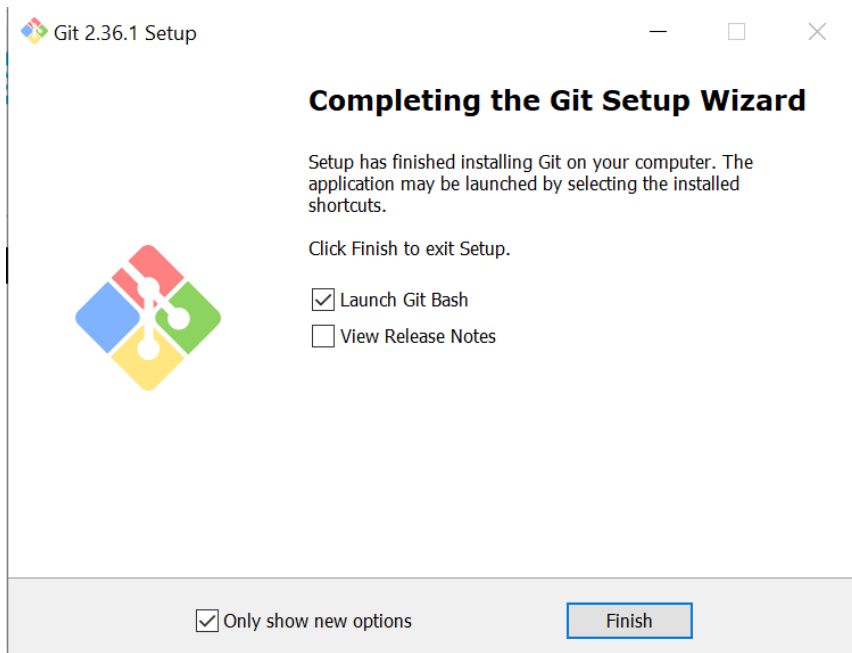 Git 2.36.1 Setup
Completing the Git Setup Wizard
Setup has finished installing Git on your computer. The
application may be launched by selecting the installed
shortcuts.
Click Finish to exit Setup.
Launch Git Bash
View Release Notes
Only show new options
Finish